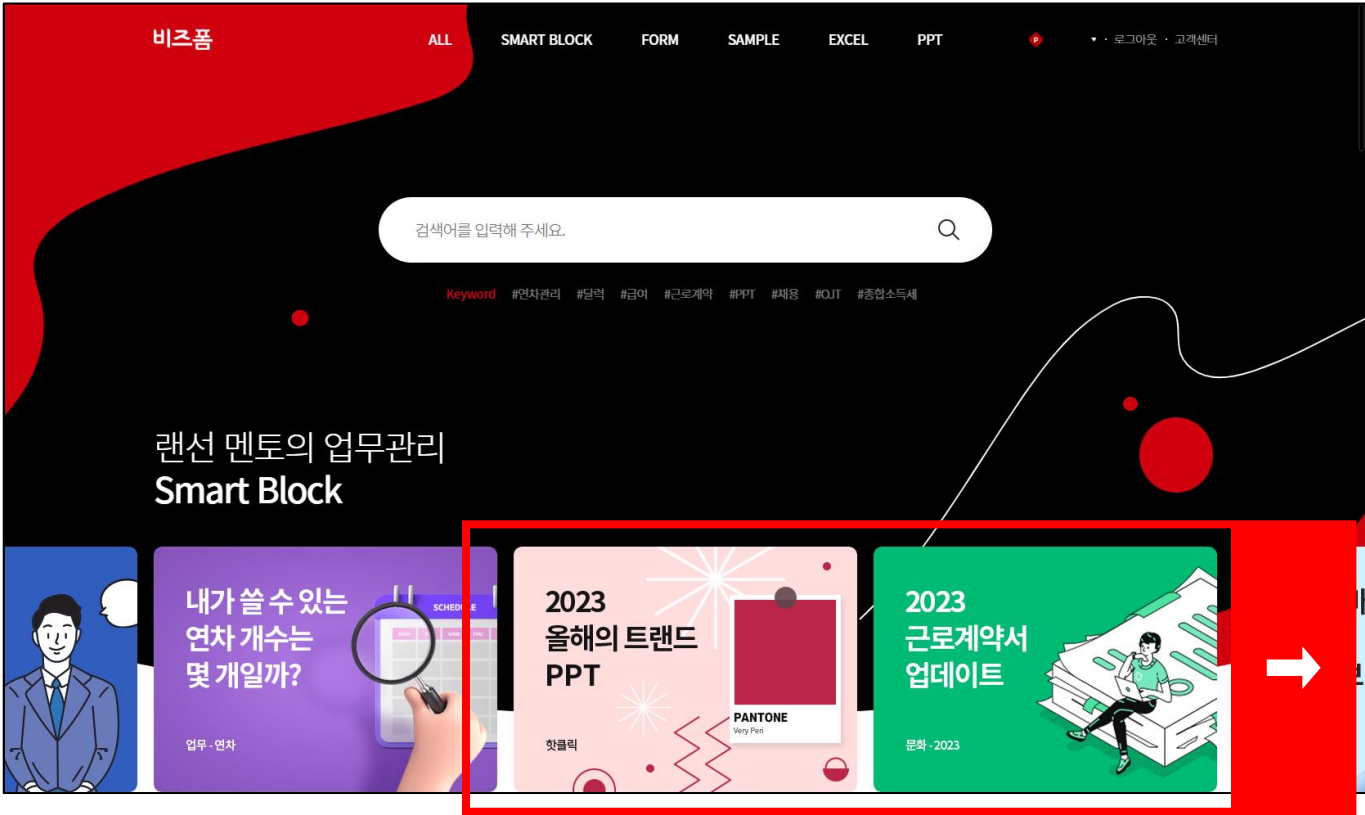 비즈폼
ALL SMART BLOCK FORM SAMPLE EXCEL PPT
P
▾ · 로그아웃 · 고객센터
검색어를 입력해 주세요.
Keyword #연차관리 #달력 #급여 #근로계약 #PPT #채용 #OJT #종합소득세
랜선 멘토의 업무관리
Smart Block
내가 쓸 수 있는
연차 개수는
몇 개일까?
업무 - 연차
SCHEDULE
2023
올해의 트랜드
PPT
핫클릭
PANTONE
Very Peri
2023
근로계약서
업데이트
문화 - 2023